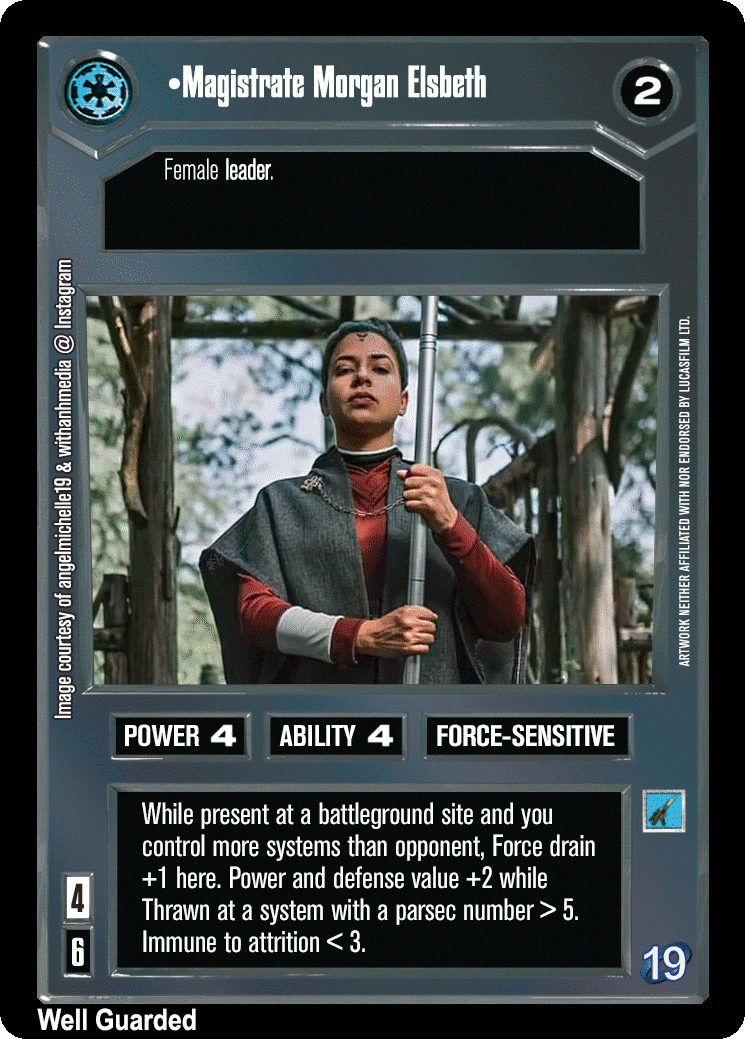 •Magistrate Morgan Elsbeth
2
Female leader.
Image courtesy of angelmichelle19 & withanhmedia @ Instagram
ARTWORK NEITHER AFFILIATED WITH NOR ENDORSED BY LUCASFILM LTD.
POWER 4
ABILITY 4
FORCE-SENSITIVE
While present at a battleground site and you
control more systems than opponent, Force drain
+1 here. Power and defense value +2 while
Thrawn at a system with a parsec number > 5.
Immune to attrition < 3.
4
6
19
Well Guarded